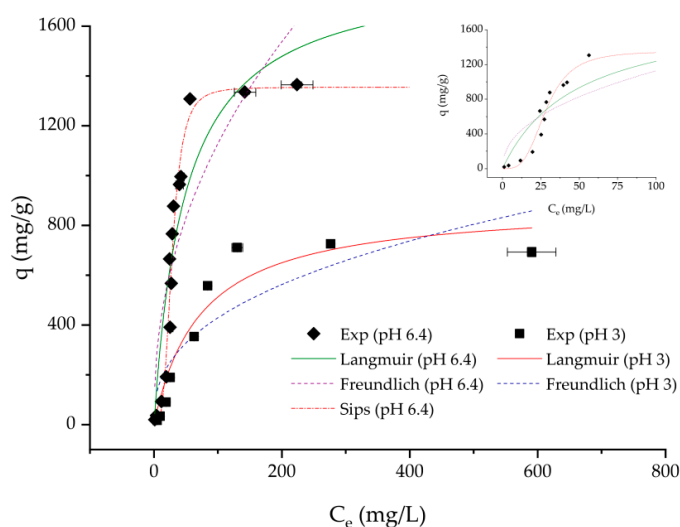 1600
1200
800
400
0
q (mg/g)
0
200
400
600
800
C_e (mg/L)
1600
1200
800
400
0
q (mg/g)
0
25
50
75
100
C_e (mg/L)
Exp (pH 6.4)
Exp (pH 3)
Langmuir (pH 6.4)
Langmuir (pH 3)
Freundlich (pH 6.4)
Freundlich (pH 3)
Sips (pH 6.4)